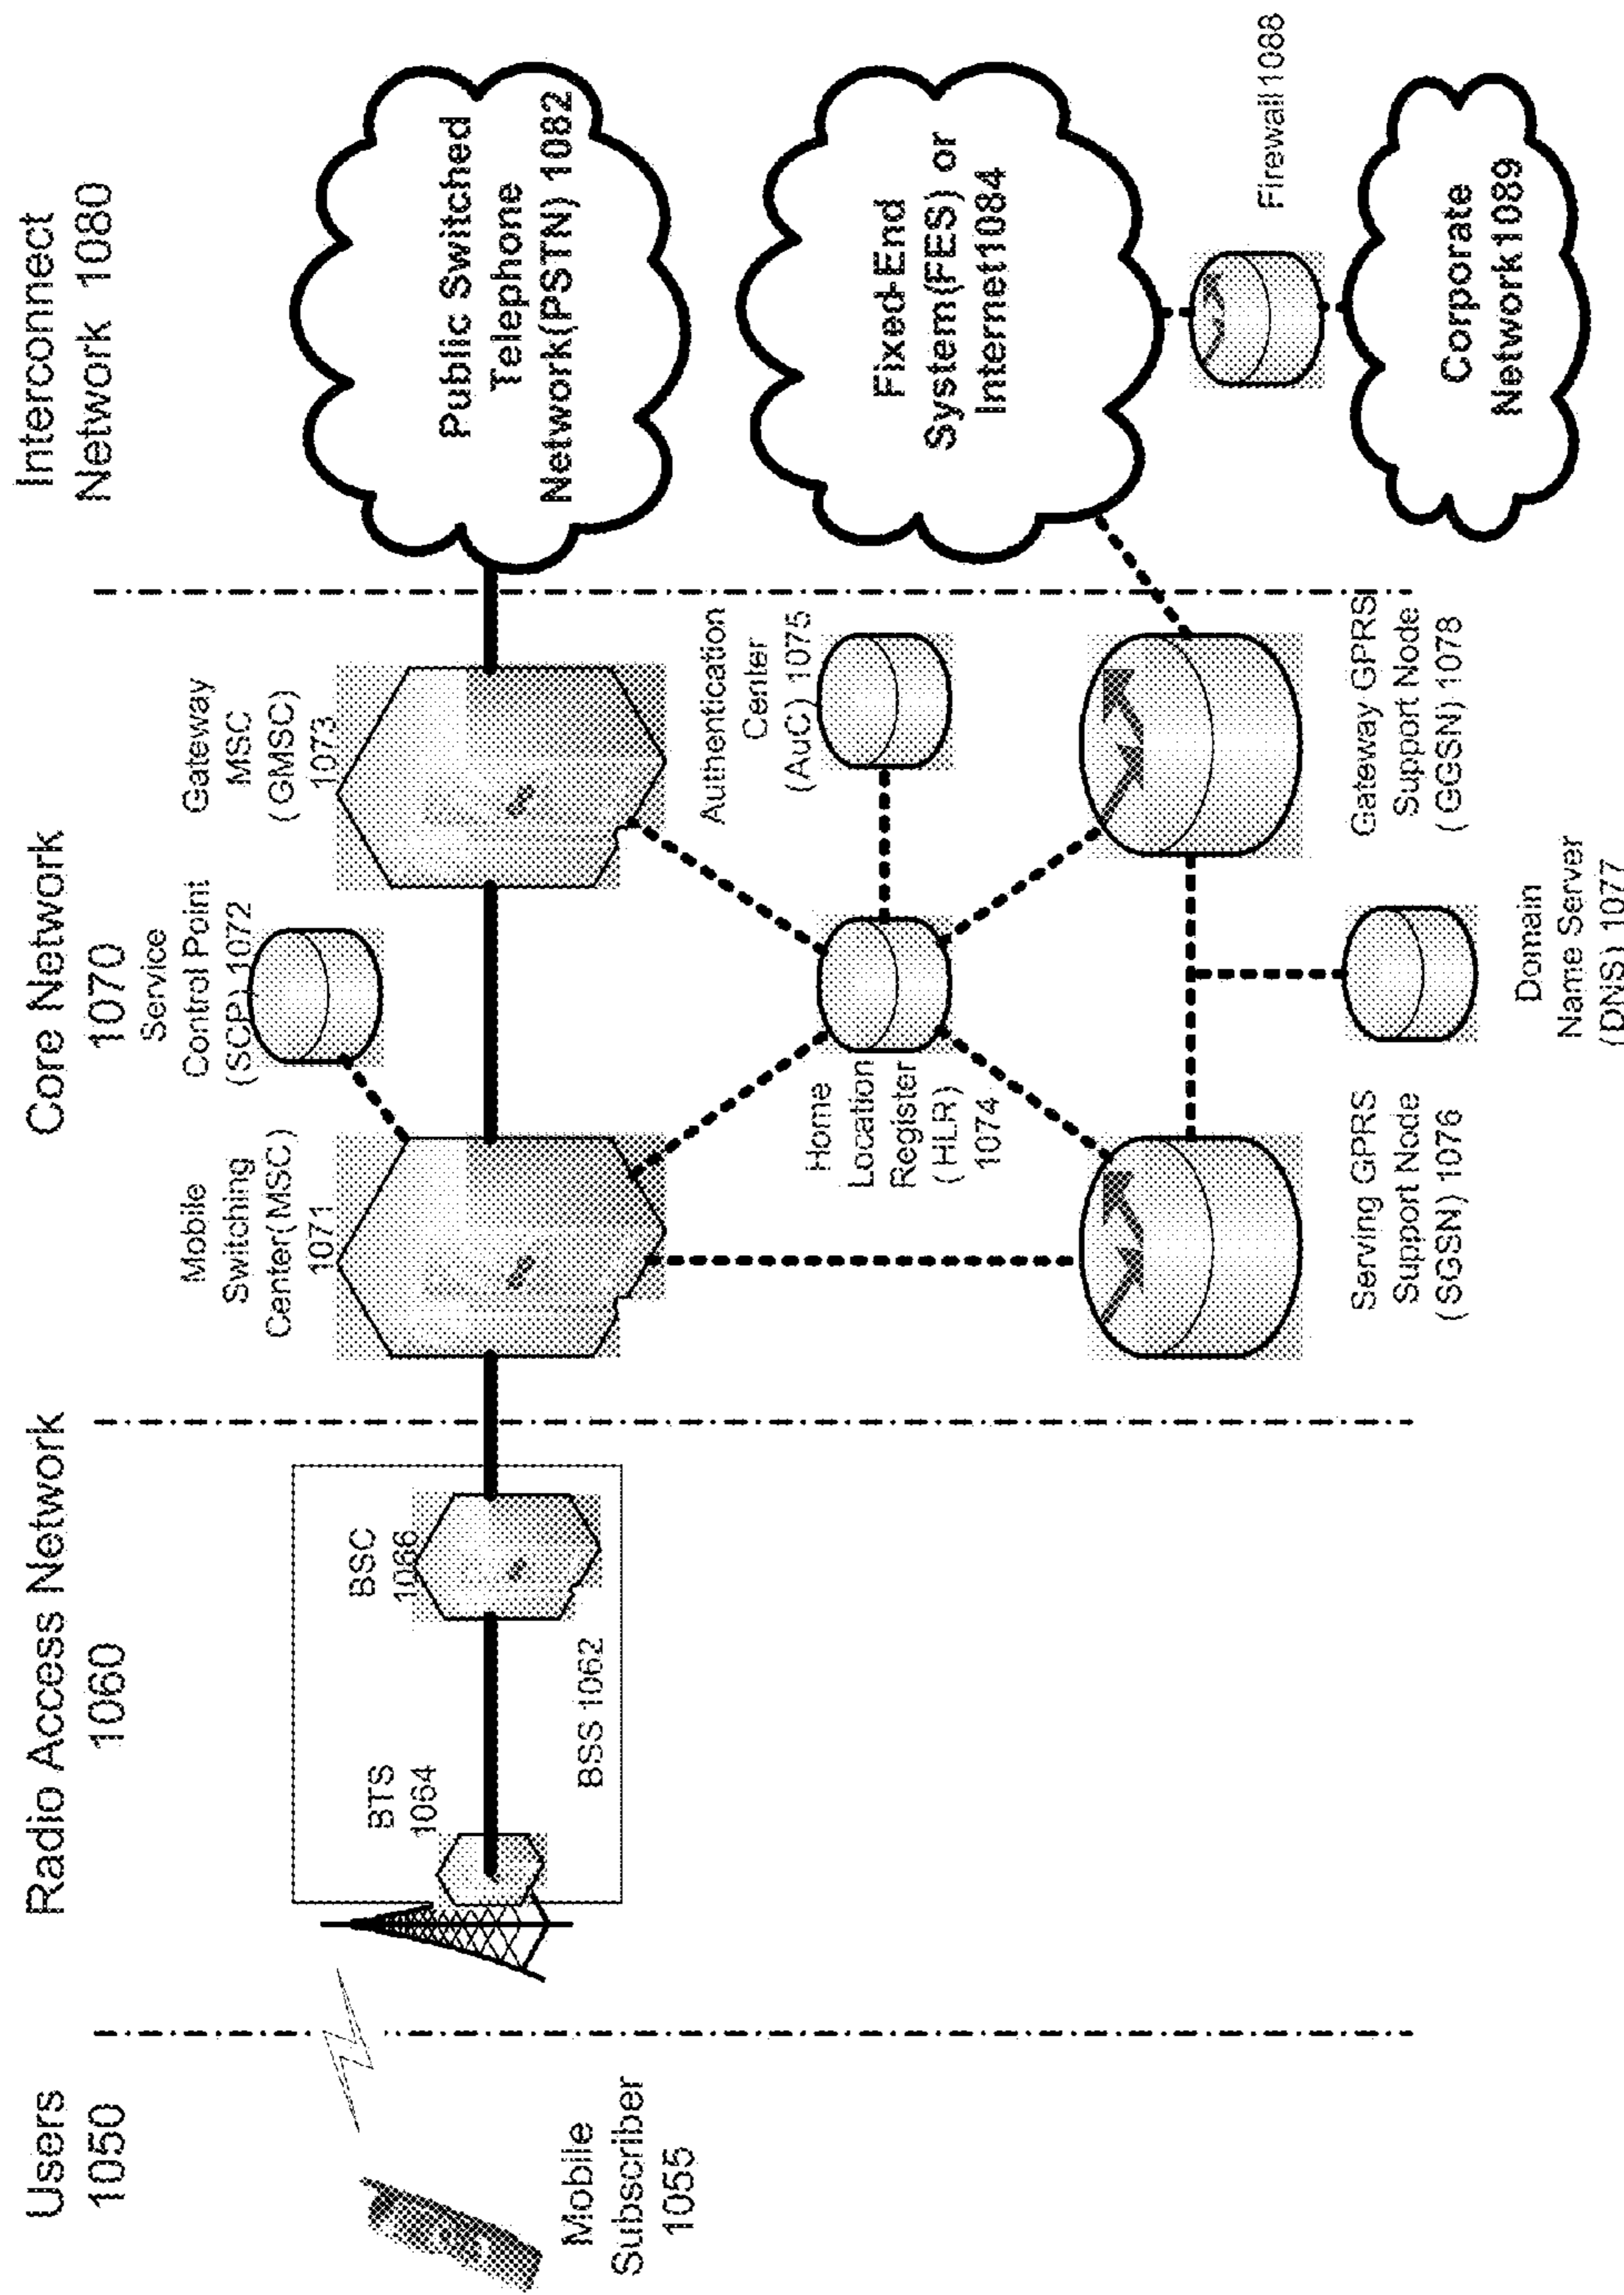 Users
1050
Radio Access Network
1060
Core Network
1070
Interconnect
Network 1080
Mobile
Subscriber
1055
BTS
1064
BSC
1066
BSS 1062
Mobile
Switching
Center(MSC)
1071
Service
Control Point
(SCP) 1072
Gateway
MSC
(GMSC)
1073
Public Switched
Telephone
Network(PSTN) 1082
Home
Location
Register
(HLR)
1074
Authentication
Center
(AuC) 1075
Fixed-End
System(FES) or
Internet1084
Serving GPRS
Support Node
(SGSN) 1076
Domain
Name Server
(DNS) 1077
Gateway GPRS
Support Node
(GGSN) 1078
Firewall 1088
Corporate
Network1089